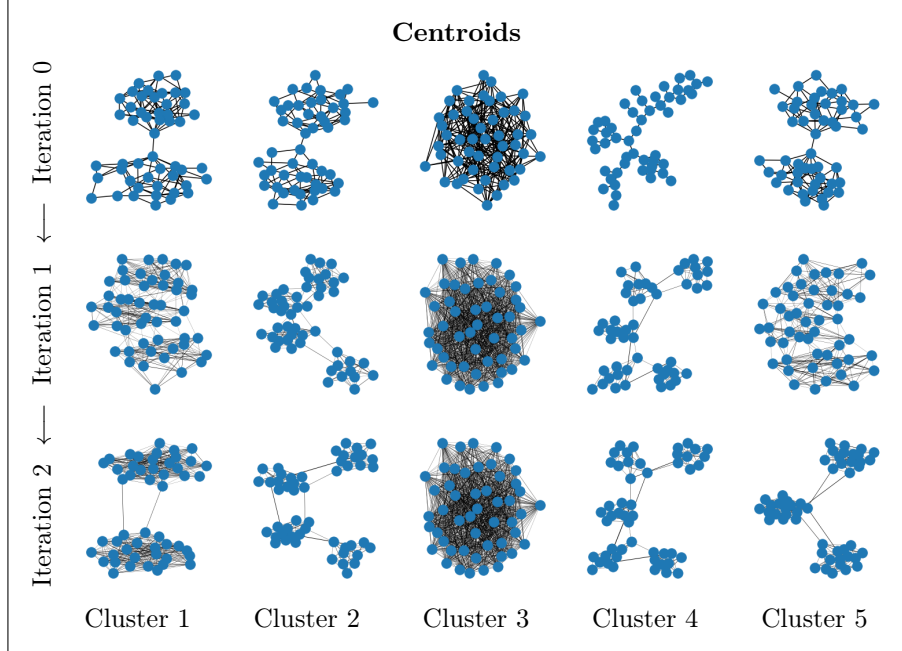 Centroids
Iteration 0
Iteration 1
Iteration 2
Cluster 1
Cluster 2
Cluster 3
Cluster 4
Cluster 5